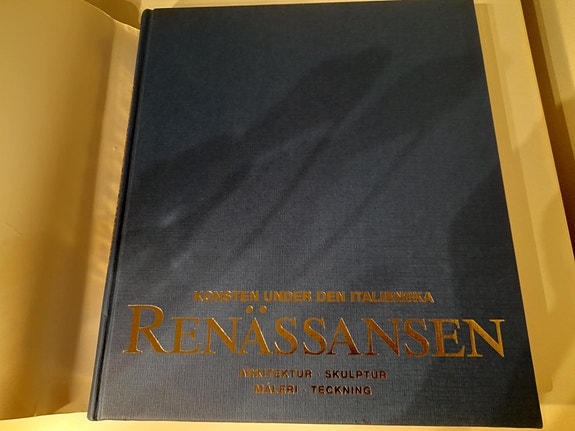 KONSTEN UNDER DEN ITALIENSKA
RENÄSSANSEN
ARKITEKTUR · SKULPTUR
MÅLERI · TECKNING